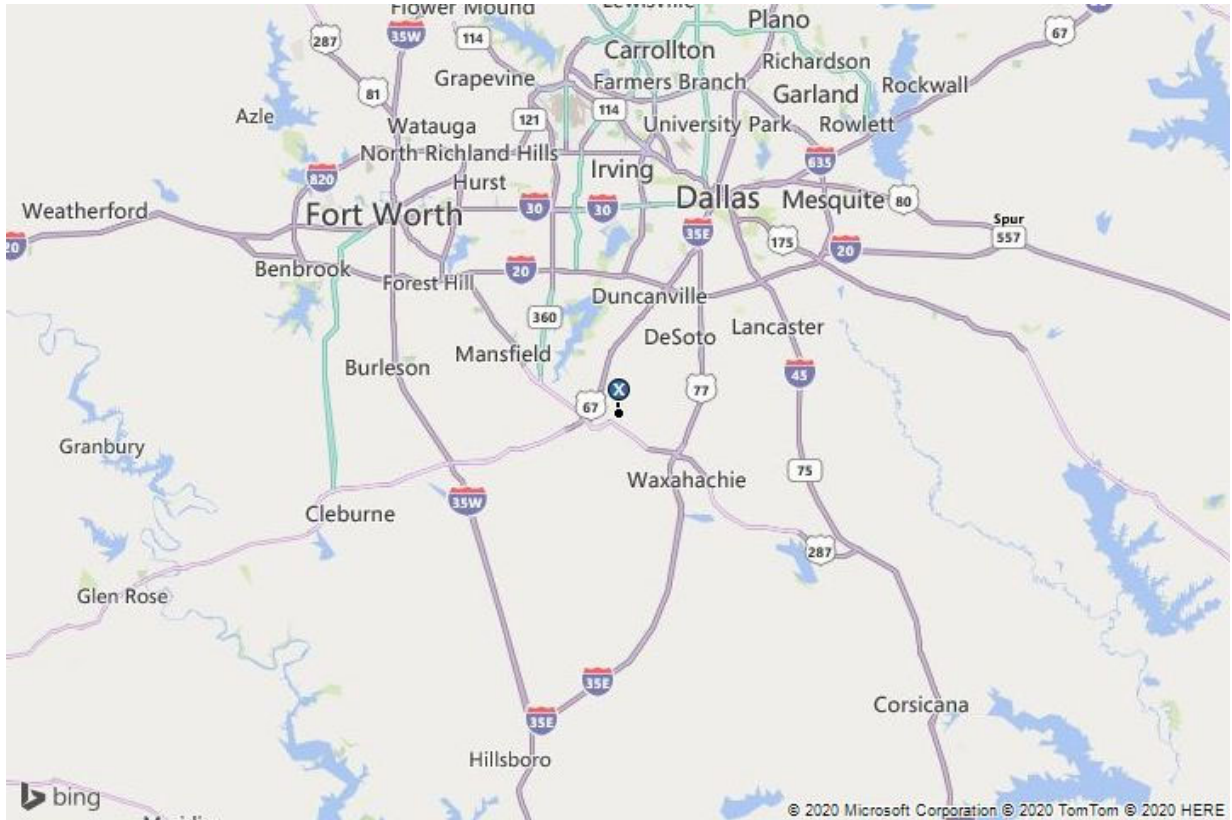 Flower Mound
Lewisville
Plano
287
35W
114
Carrollton
67
Richardson
Grapevine
Farmers Branch
Rockwall
81
Garland
Azle
121
114
Watauga
University Park
Rowlett
North Richland Hills
Irving
635
820
Hurst
Dallas
Mesquite
80
Weatherford
Fort Worth
30
30
35E
Spur
557
20
175
20
Benbrook
20
Forest Hill
Duncanville
360
Lancaster
DeSoto
Mansfield
Burleson
45
X
67
77
Granbury
75
Waxahachie
35W
Cleburne
287
Glen Rose
35E
Corsicana
35E
Hillsboro
bing
© 2020 Microsoft Corporation © 2020 TomTom © 2020 HERE